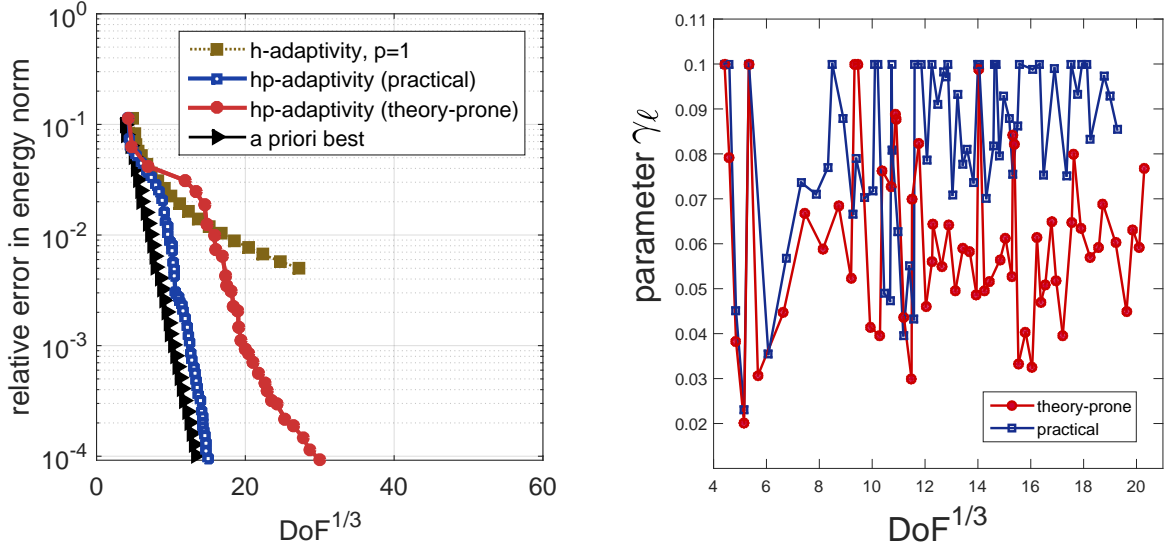 10^0
10^-1
10^-2
10^-3
10^-4
relative error in energy norm
h-adaptivity, p=1
hp-adaptivity (practical)
hp-adaptivity (theory-prone)
a priori best
0 20 40 60
DoF^1/3
0.11
0.1
0.09
0.08
0.07
0.06
0.05
0.04
0.03
0.02
parameter γℓ
theory-prone
practical
4 6 8 10 12 14 16 18 20
DoF^1/3